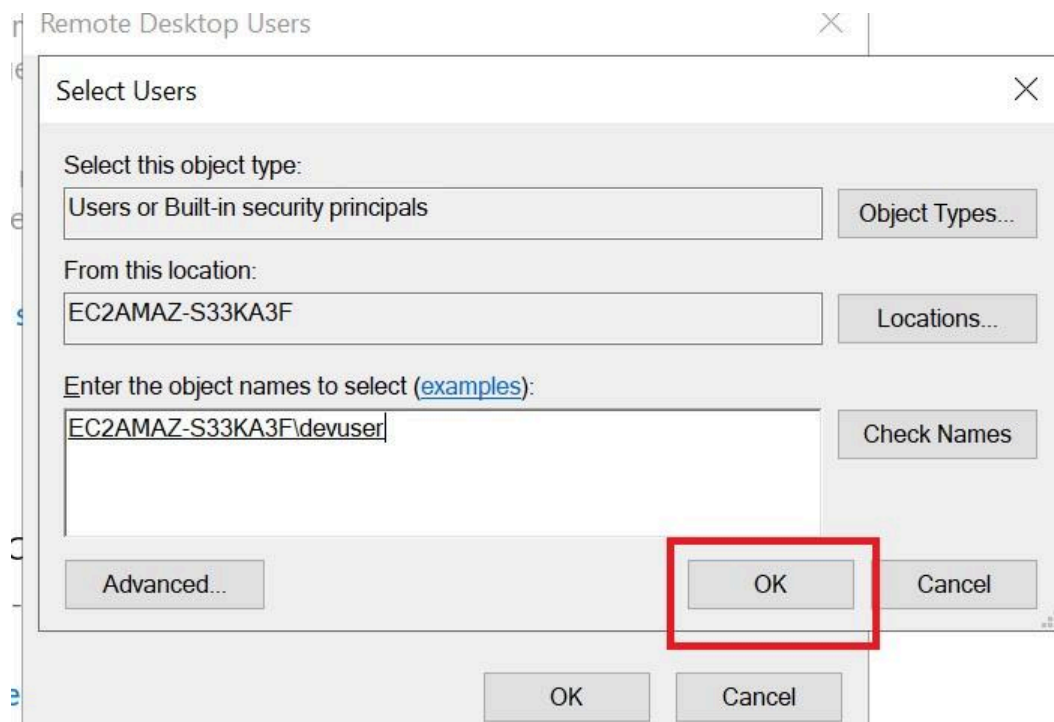 Remote Desktop Users
Select Users
Select this object type:
Users or Built-in security principals
Object Types...
From this location:
EC2AMAZ-S33KA3F
Locations...
Enter the object names to select (examples):
EC2AMAZ-S33KA3F\devuser
Check Names
Advanced...
OK
Cancel
OK
Cancel